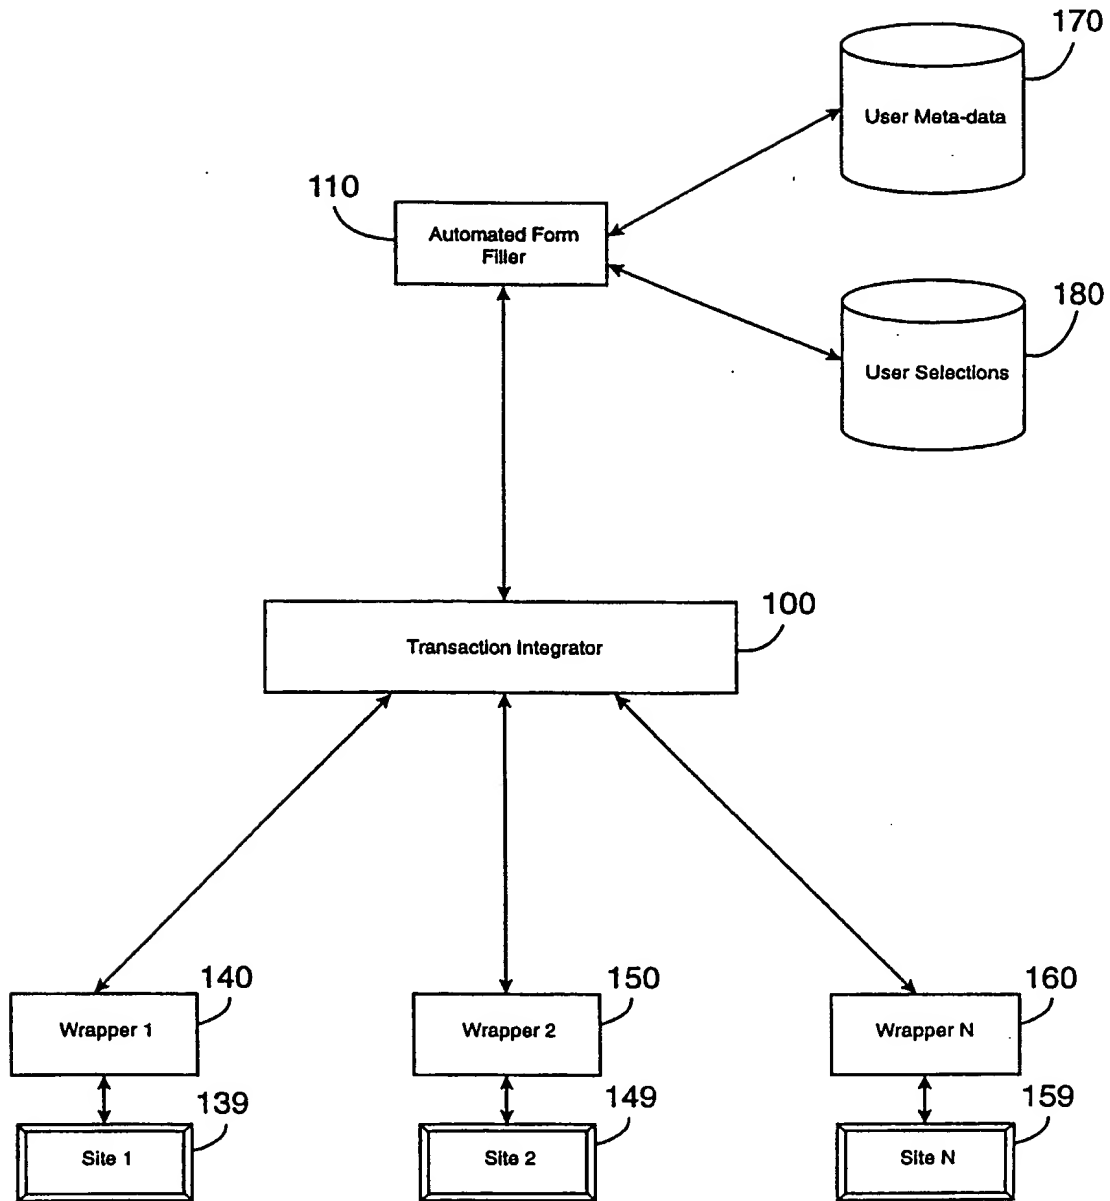 170
User Meta-data
110
Automated Form
Filler
180
User Selections
100
Transaction Integrator
140
150
160
Wrapper 1
Wrapper 2
Wrapper N
139
149
159
Site 1
Site 2
Site N